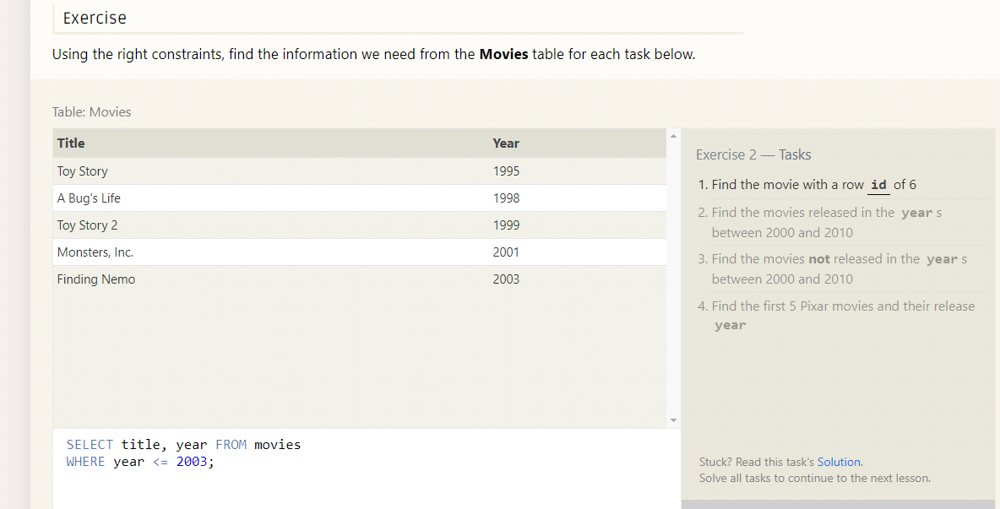 Exercise
Using the right constraints, find the information we need from the Movies table for each task below.
Table: Movies
Title Year
Toy Story 1995
A Bug's Life 1998
Toy Story 2 1999
Monsters, Inc. 2001
Finding Nemo 2003
SELECT title, year FROM movies
WHERE year <= 2003;
Exercise 2 — Tasks
1. Find the movie with a row id of 6
2. Find the movies released in the year s
between 2000 and 2010
3. Find the movies not released in the year s
between 2000 and 2010
4. Find the first 5 Pixar movies and their release
year
Stuck? Read this task's Solution.
Solve all tasks to continue to the next lesson.